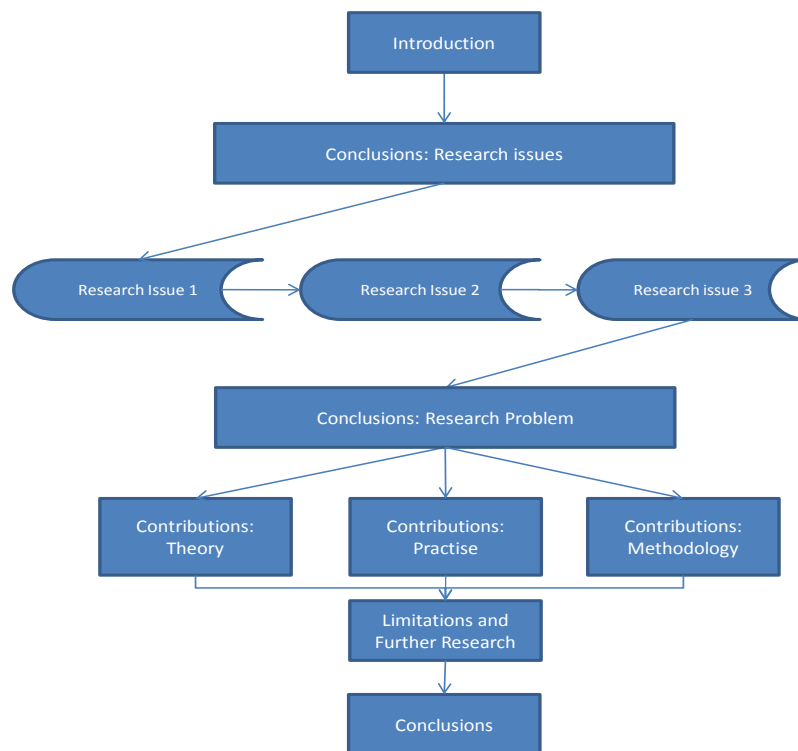 Introduction
Conclusions: Research issues
Research Issue 1
Research Issue 2
Research issue 3
Conclusions: Research Problem
Contributions:
Theory
Contributions:
Practise
Contributions:
Methodology
Limitations and
Further Research
Conclusions